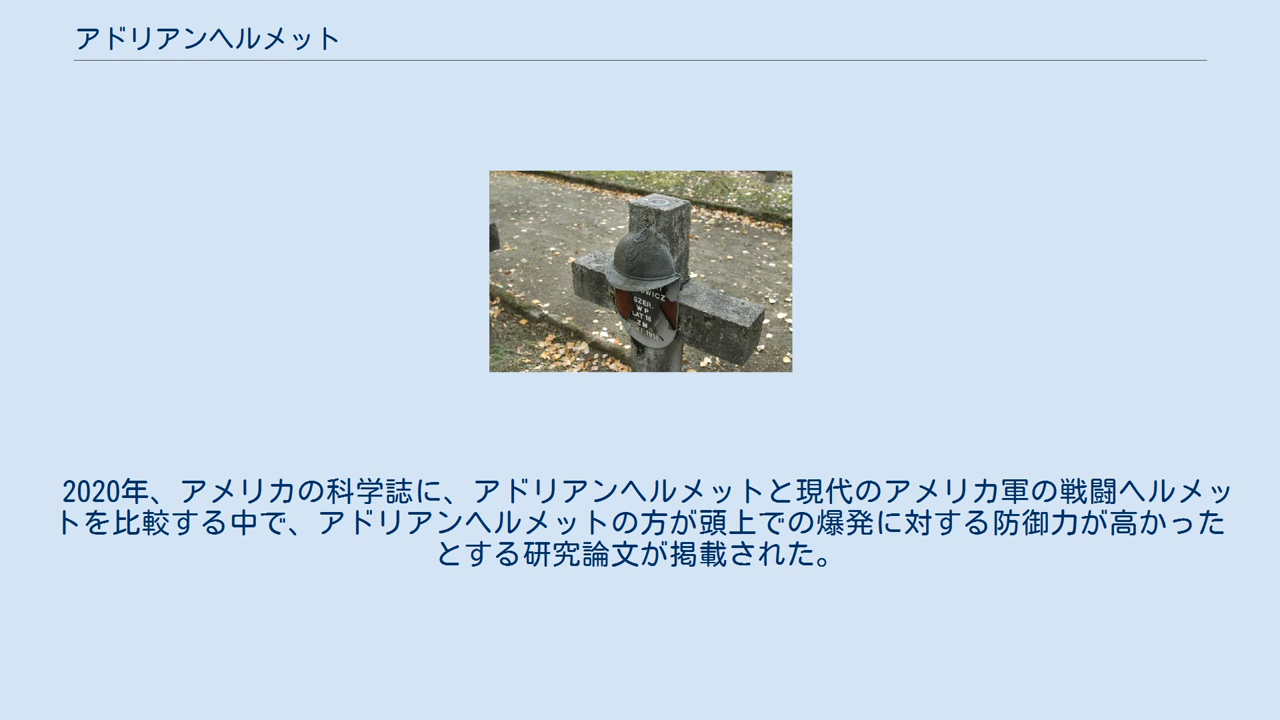 アドリアンヘルメット
WICZ
SZER.
W P
LAT 18
2020年、アメリカの科学誌に、アドリアンヘルメットと現代のアメリカ軍の戦闘ヘルメッ
トを比較する中で、アドリアンヘルメットの方が頭上での爆発に対する防御力が高かった
とする研究論文が掲載された。